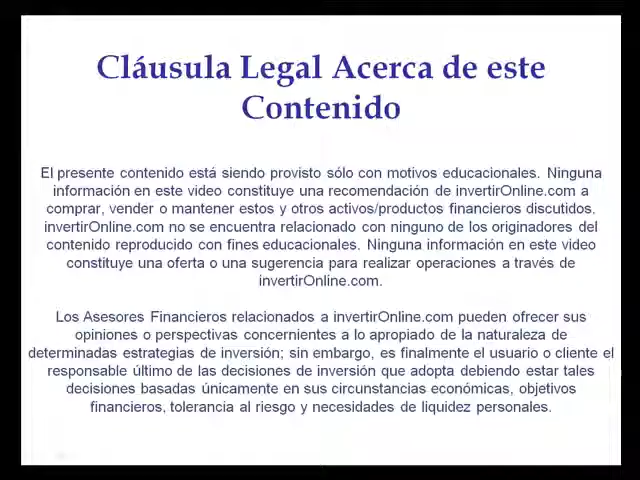 Cláusula Legal Acerca de este
Contenido
El presente contenido está siendo provisto sólo con motivos educacionales. Ninguna
información en este video constituye una recomendación de invertirOnline.com a
comprar, vender o mantener estos y otros activos/productos financieros discutidos.
invertirOnline.com no se encuentra relacionado con ninguno de los originadores del
contenido reproducido con fines educacionales. Ninguna información en este video
constituye una oferta o una sugerencia para realizar operaciones a través de
invertirOnline.com.
Los Asesores Financieros relacionados a invertirOnline.com pueden ofrecer sus
opiniones o perspectivas concernientes a lo apropiado de la naturaleza de
determinadas estrategias de inversión; sin embargo, es finalmente el usuario o cliente el
responsable último de las decisiones de inversión que adopta debiendo estar tales
decisiones basadas únicamente en sus circunstancias económicas, objetivos
financieros, tolerancia al riesgo y necesidades de liquidez personales.